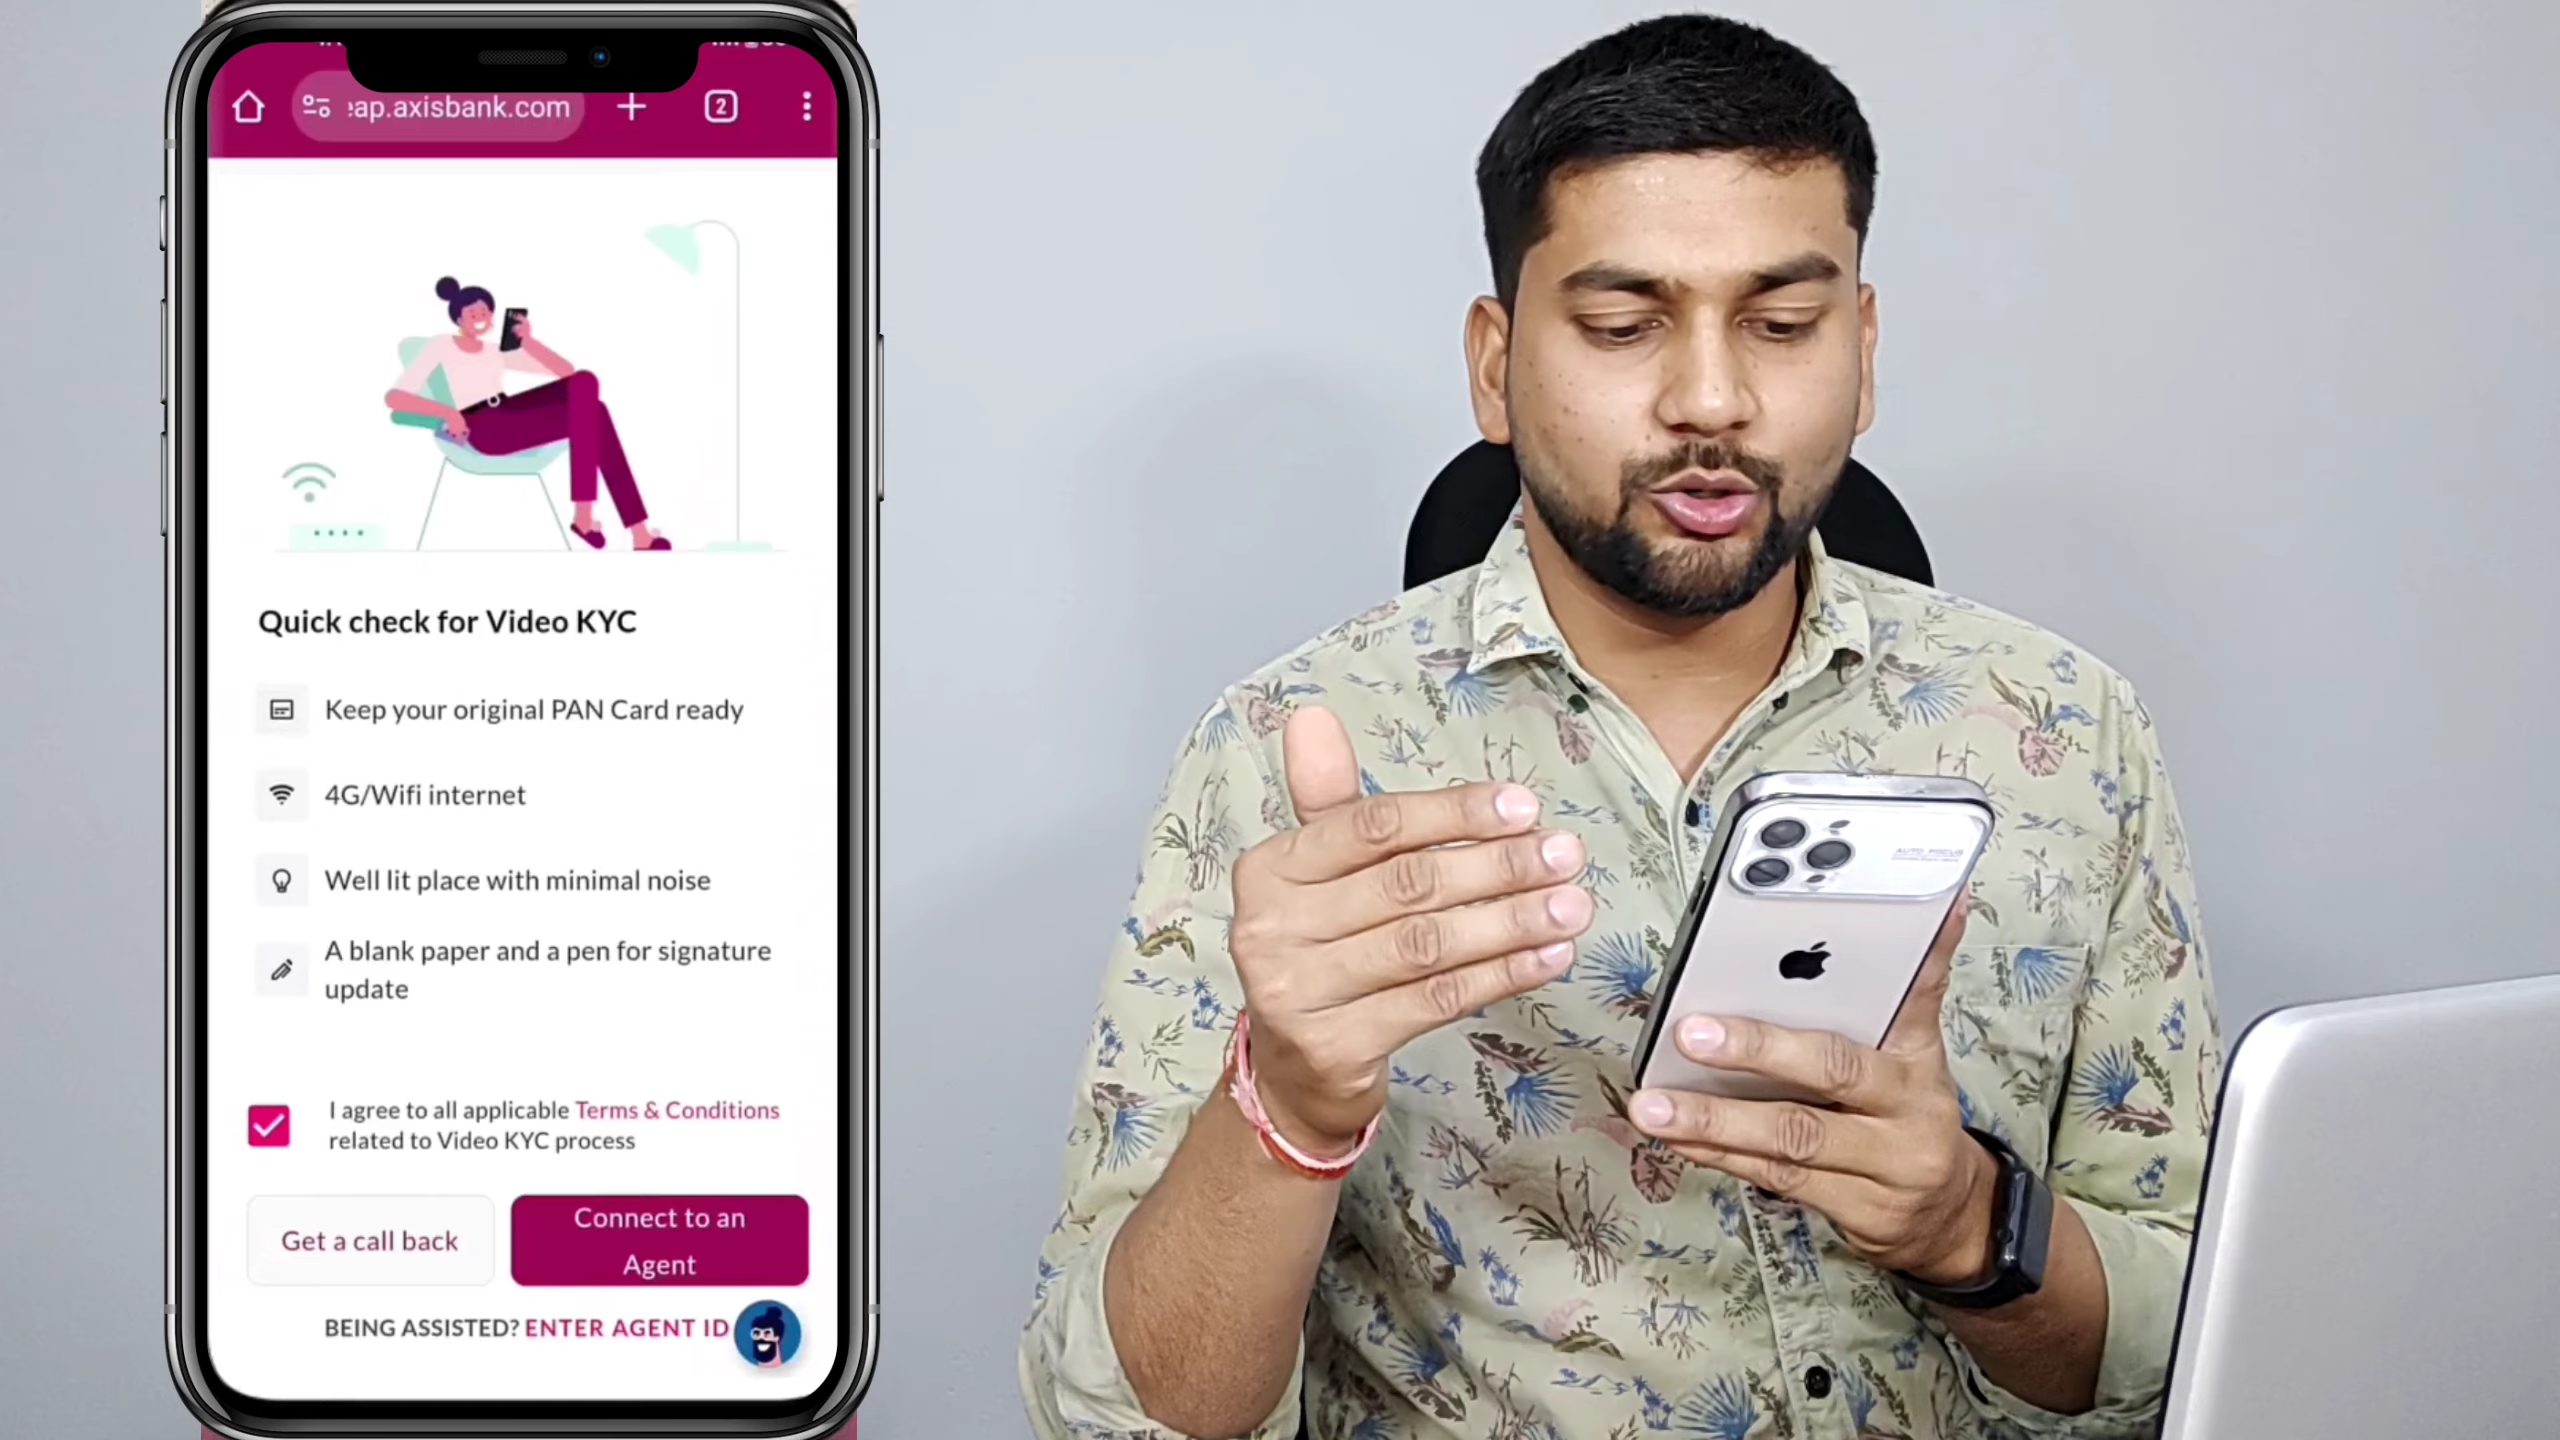 :ap.axisbank.com
2
Quick check for Video KYC
Keep your original PAN Card ready
4G/Wifi internet
Well lit place with minimal noise
A blank paper and a pen for signature
update
I agree to all applicable Terms & Conditions
related to Video KYC process
Get a call back
Connect to an
Agent
BEING ASSISTED? ENTER AGENT ID
AUTO FOCUS